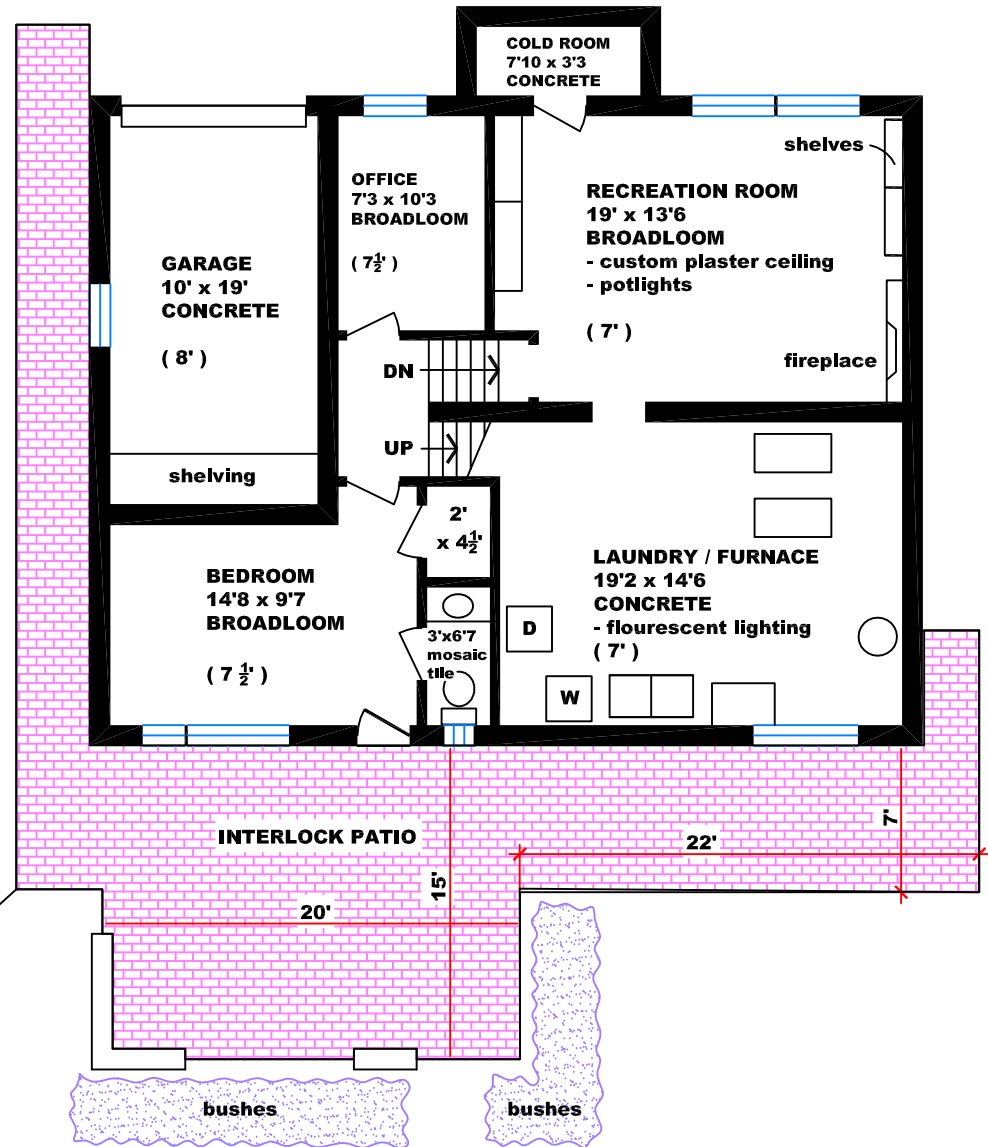 COLD ROOM
7'10 x 3'3
CONCRETE
shelves
OFFICE
7'3 x 10'3
BROADLOOM
( 7½' )
RECREATION ROOM
19' x 13'6
BROADLOOM
- custom plaster ceiling
- potlights
( 7' )
GARAGE
10' x 19'
CONCRETE
( 8' )
fireplace
DN
UP
shelving
2'
x 4½'
BEDROOM
14'8 x 9'7
BROADLOOM
( 7 ½' )
3'x6'7
mosaic
tile
LAUNDRY / FURNACE
19'2 x 14'6
CONCRETE
- flourescent lighting
( 7' )
D
W
INTERLOCK PATIO
7'
22'
15'
20'
bushes
bushes